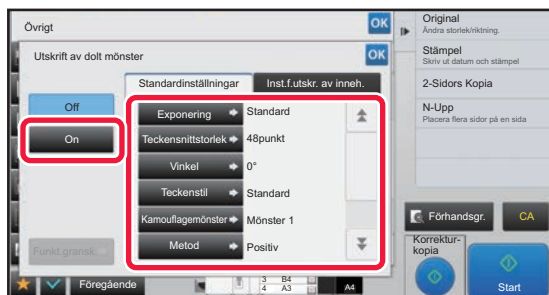 Övrigt
OK
Utskrift av dolt mönster
OK
Standardinställningar
Inst.f.utskr. av inneh.
Off
On
Exponering
Standard
Teckensnittstorlek
48punkt
Vinkel
0°
Teckenstil
Standard
Kamouflagemönster
Mönster 1
Metod
Positiv
Funkt.gransk.
Föregående
3 B4
4 A3
A4
Original
Ändra storlek/riktning.
Stämpel
Skriv ut datum och stämpel
2-Sidors Kopia
N-Upp
Placera flera sidor på en sida
Förhandsgr.
CA
Korrektur-
kopia
Start